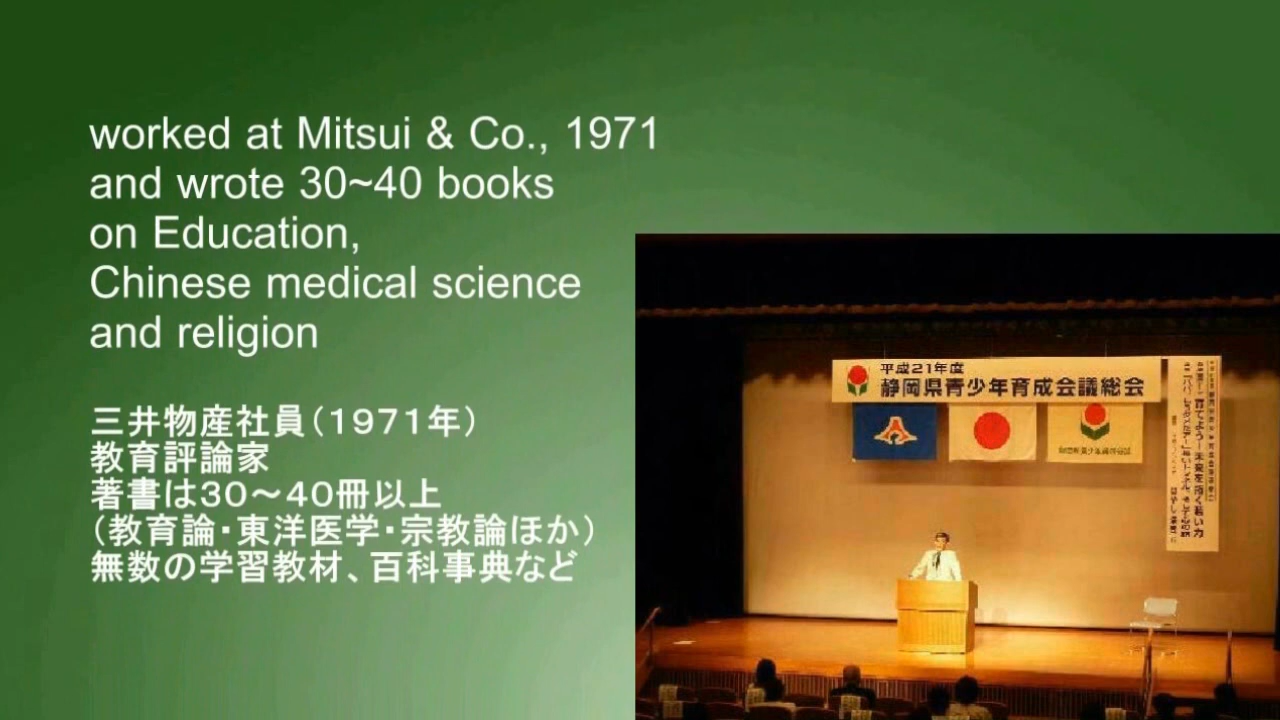 worked at Mitsui & Co., 1971
and wrote 30~40 books
on Education,
Chinese medical science
and religion
三井物産社員（１９７１年）
教育評論家
著書は３０～４０冊以上
（教育論・東洋医学・宗教論ほか）
無数の学習教材、百科事典など
平成21年度
静岡県青少年育成会議総会